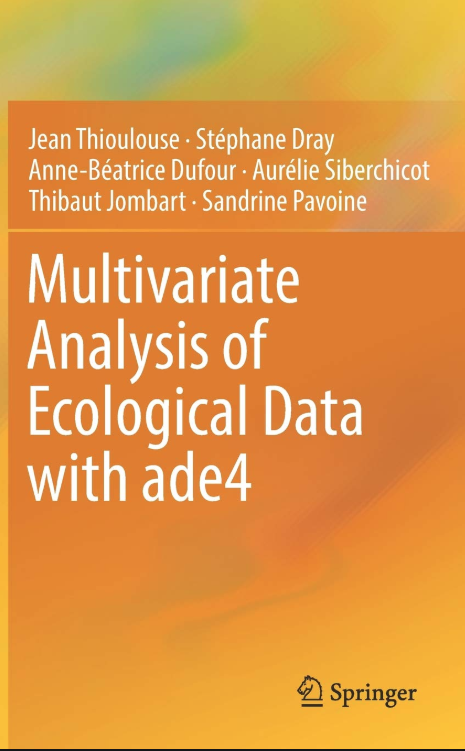 Jean Thioulouse · Stéphane Dray
Anne-Béatrice Dufour · Aurélie Siberchicot
Thibaut Jombart · Sandrine Pavoine
Multivariate
Analysis of
Ecological Data
with ade4
Springer